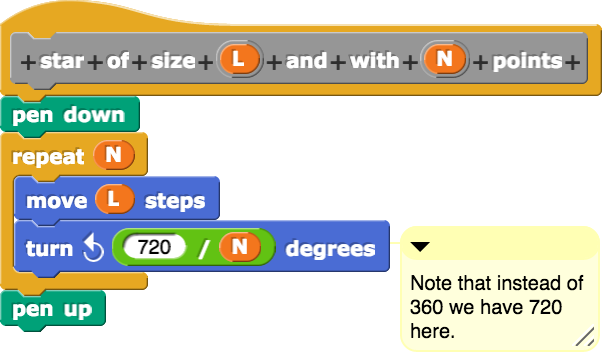 + star + of + size + L + and + with + N + points +
pen down
repeat N
move L steps
turn 720 / N degrees
Note that instead of
360 we have 720
here.
pen up